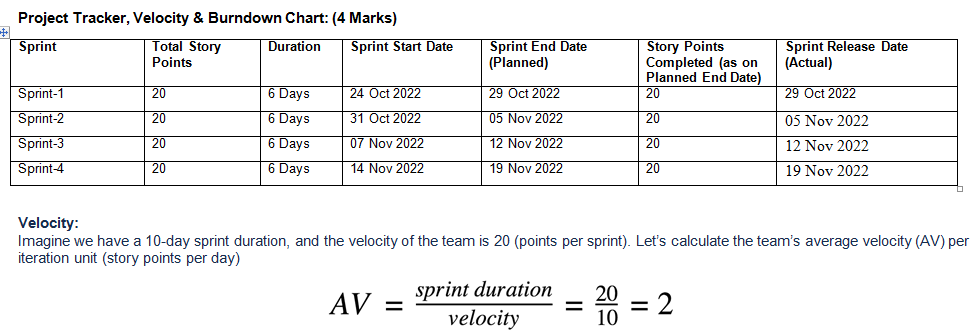 Project Tracker, Velocity & Burndown Chart: (4 Marks)
Sprint Total Story Points Duration Sprint Start Date Sprint End Date (Planned) Story Points Completed (as on Planned End Date) Sprint Release Date (Actual)
Sprint-1 20 6 Days 24 Oct 2022 29 Oct 2022 20 29 Oct 2022
Sprint-2 20 6 Days 31 Oct 2022 05 Nov 2022 20 05 Nov 2022
Sprint-3 20 6 Days 07 Nov 2022 12 Nov 2022 20 12 Nov 2022
Sprint-4 20 6 Days 14 Nov 2022 19 Nov 2022 20 19 Nov 2022
Velocity:
Imagine we have a 10-day sprint duration, and the velocity of the team is 20 (points per sprint). Let's calculate the team's average velocity (AV) per
iteration unit (story points per day)
AV = sprint duration / velocity = 20 / 10 = 2